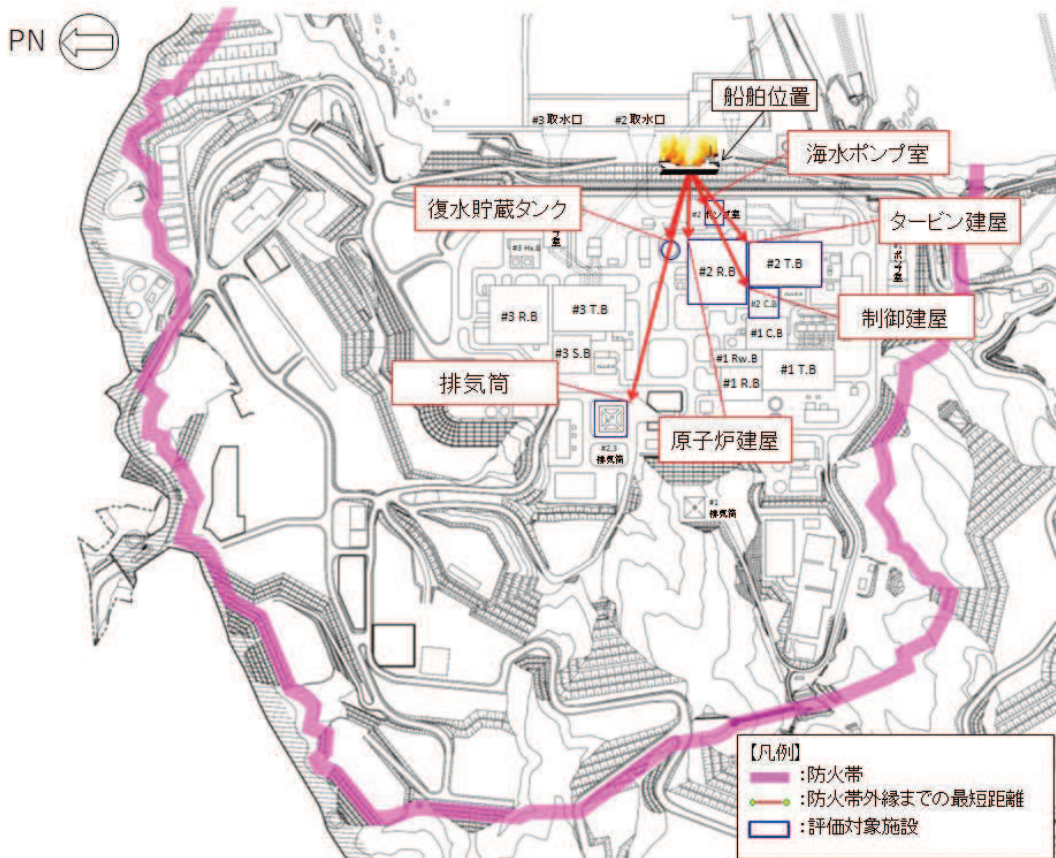 PN
船舶位置
#3 取水口
#2 取水口
海水ポンプ室
復水貯蔵タンク
#2 ポンプ室
タービン建屋
#3 Hx.B
#2 R.B
#2 T.B
#2 C.B
制御建屋
#3 R.B
#3 T.B
#1 C.B
#3 S.B
#1 Rw.B
#1 T.B
#1 R.B
排気筒
原子炉建屋
#2,3
排気筒
#1
排気筒
【凡例】
:防火帯
:防火帯外縁までの最短距離
:評価対象施設